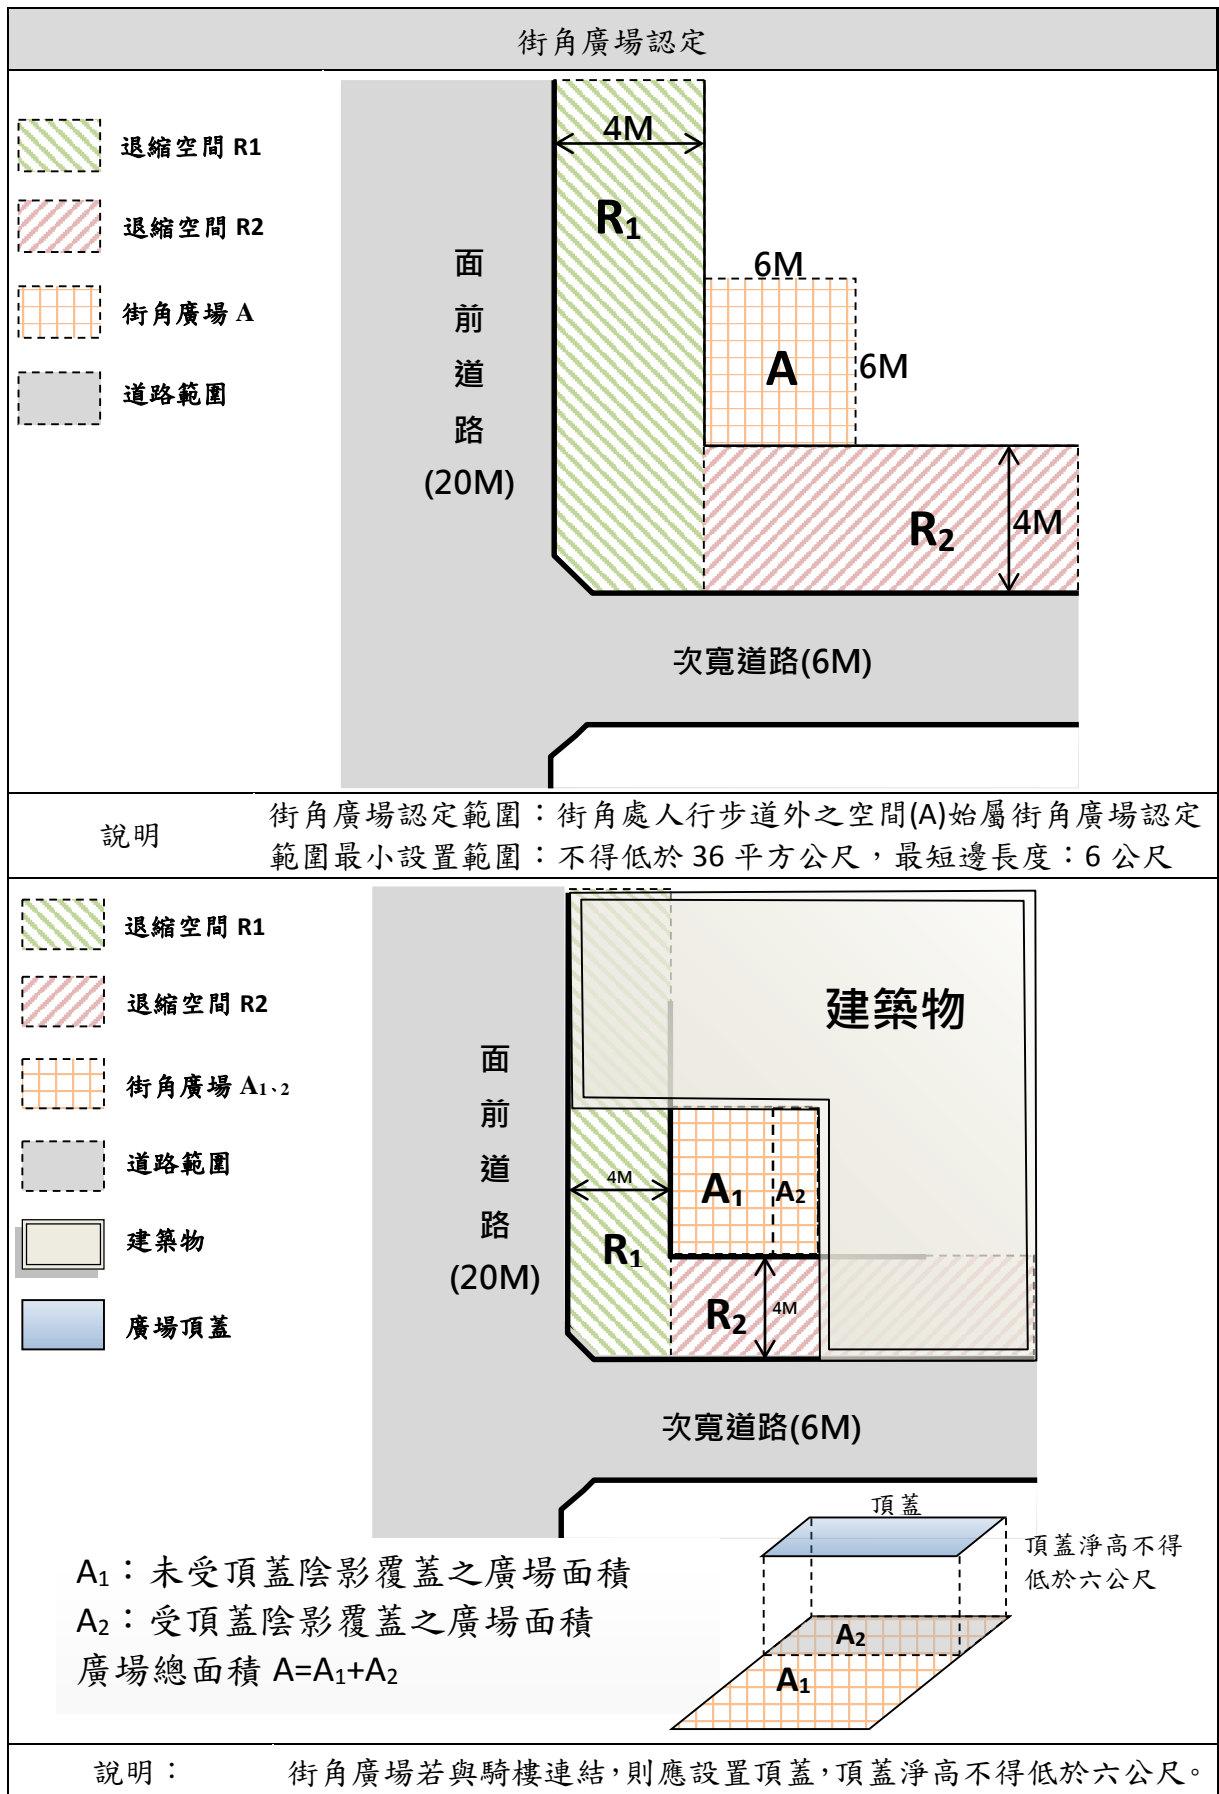 街角廣場認定
退縮空間 R1
退縮空間 R2
街角廣場 A
道路範圍
4M
R1
6M
A
6M
R2
4M
面前道路
(20M)
次寬道路(6M)
說明
街角廣場認定範圍：街角處人行步道外之空間(A)始屬街角廣場認定
範圍最小設置範圍：不得低於 36 平方公尺，最短邊長度：6 公尺
退縮空間 R1
退縮空間 R2
街角廣場 A1、2
道路範圍
建築物
廣場頂蓋
建築物
面前道路
(20M)
4M
A1
A2
R1
R2
4M
次寬道路(6M)
頂蓋
頂蓋淨高不得
低於六公尺
A2
A1
A1：未受頂蓋陰影覆蓋之廣場面積
A2：受頂蓋陰影覆蓋之廣場面積
廣場總面積 A=A1+A2
說明：
街角廣場若與騎樓連結，則應設置頂蓋，頂蓋淨高不得低於六公尺。